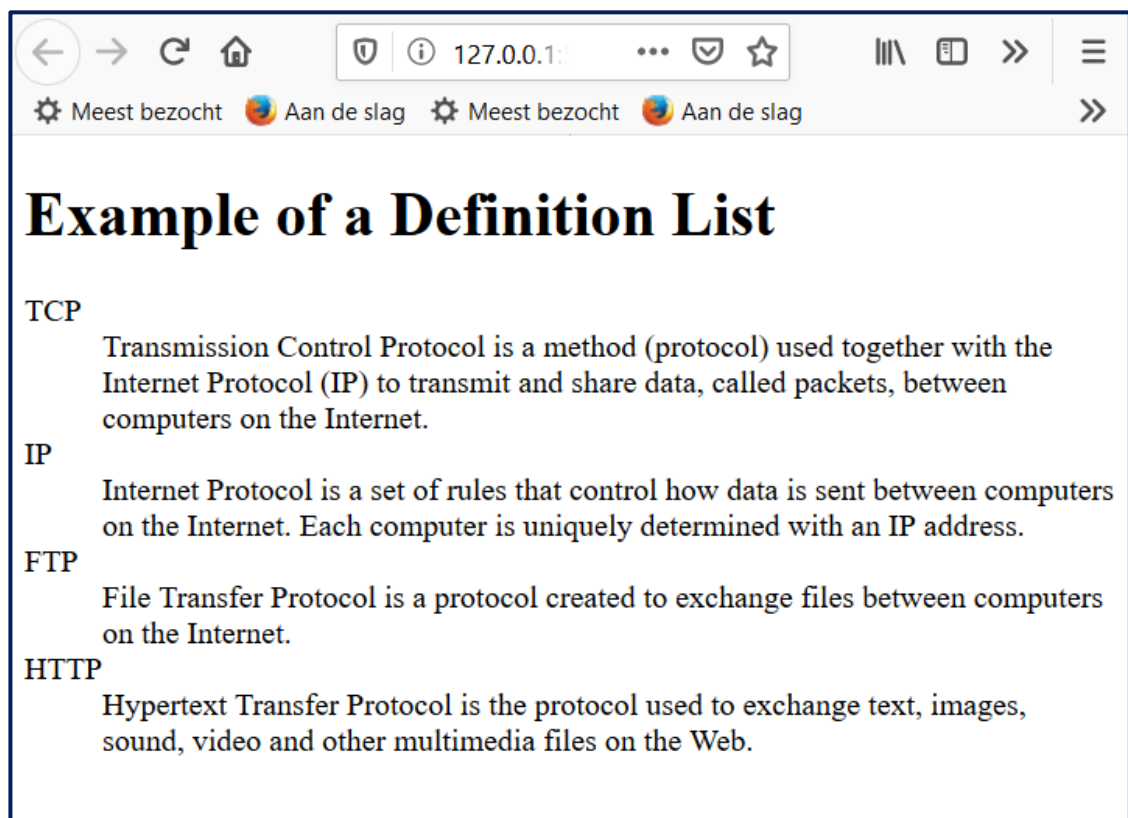 127.0.0.1:
Meest bezocht Aan de slag Meest bezocht Aan de slag
Example of a Definition List
TCP
Transmission Control Protocol is a method (protocol) used together with the
Internet Protocol (IP) to transmit and share data, called packets, between
computers on the Internet.
IP
Internet Protocol is a set of rules that control how data is sent between computers
on the Internet. Each computer is uniquely determined with an IP address.
FTP
File Transfer Protocol is a protocol created to exchange files between computers
on the Internet.
HTTP
Hypertext Transfer Protocol is the protocol used to exchange text, images,
sound, video and other multimedia files on the Web.